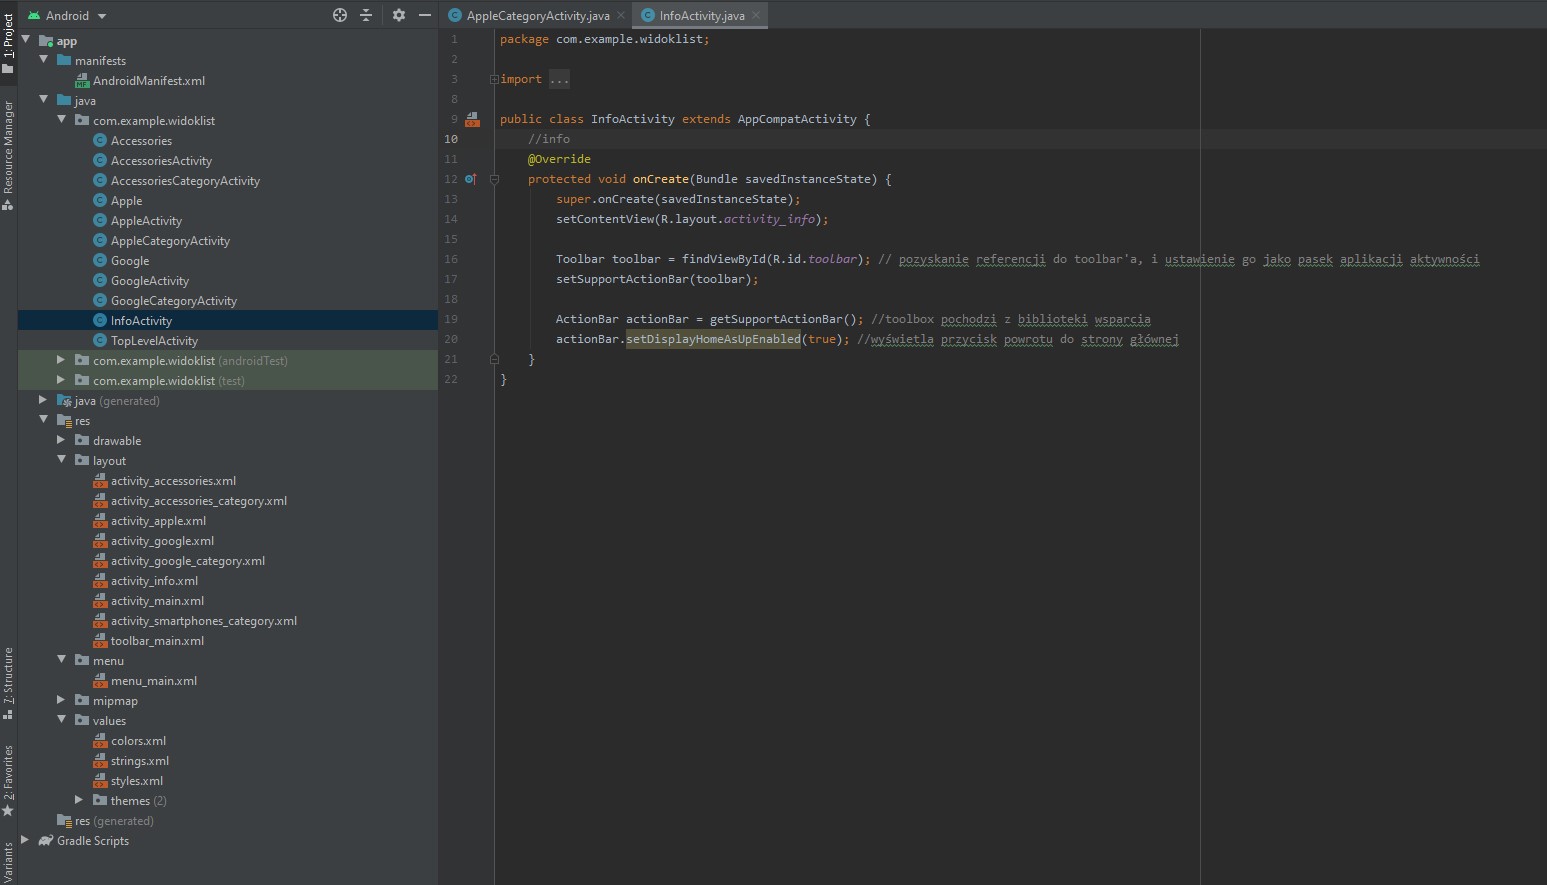 Android
AppleCategoryActivity.java
InfoActivity.java
1: Project
Resource Manager
7: Structure
2: Favorites
Variants
app
manifests
AndroidManifest.xml
java
com.example.widoklist
Accessories
AccessoriesActivity
AccessoriesCategoryActivity
Apple
AppleActivity
AppleCategoryActivity
Google
GoogleActivity
GoogleCategoryActivity
InfoActivity
TopLevelActivity
com.example.widoklist (androidTest)
com.example.widoklist (test)
java (generated)
res
drawable
layout
activity_accessories.xml
activity_accessories_category.xml
activity_apple.xml
activity_google.xml
activity_google_category.xml
activity_info.xml
activity_main.xml
activity_smartphones_category.xml
toolbar_main.xml
menu
menu_main.xml
mipmap
values
colors.xml
strings.xml
styles.xml
themes (2)
res (generated)
Gradle Scripts
1 package com.example.widoklist;
2
3 import ...
8
9 public class InfoActivity extends AppCompatActivity {
10 //info
11 @Override
12 protected void onCreate(Bundle savedInstanceState) {
13 super.onCreate(savedInstanceState);
14 setContentView(R.layout.activity_info);
15
16 Toolbar toolbar = findViewById(R.id.toolbar); // pozyskanie referencji do toolbar'a, i ustawienie go jako pasek aplikacji aktywności
17 setSupportActionBar(toolbar);
18
19 ActionBar actionBar = getSupportActionBar(); //toolbox pochodzi z biblioteki wsparcia
20 actionBar.setDisplayHomeAsUpEnabled(true); //wyświetla przycisk powrotu do strony głównej
21 }
22 }